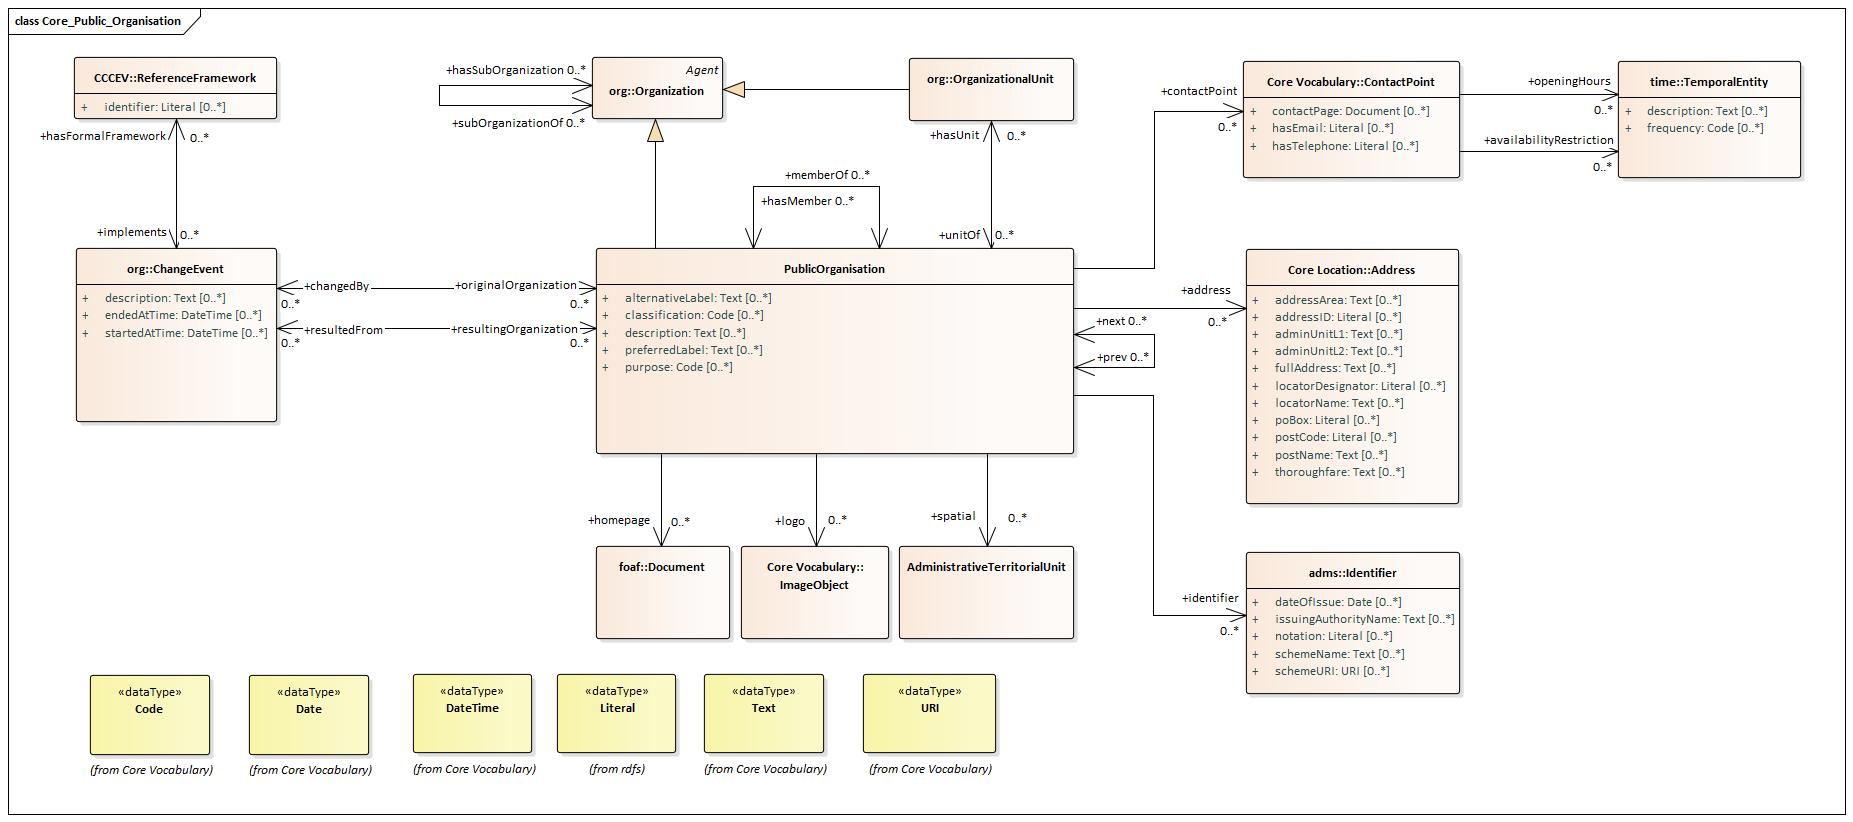 class Core_Public_Organisation
CCCEV::ReferenceFramework
+ identifier: Literal [0..*]
+hasFormalFramework 0..*
+implements 0..*
org::ChangeEvent
+ description: Text [0..*]
+ endedAtTime: DateTime [0..*]
+ startedAtTime: DateTime [0..*]
+changedBy
0..*
+originalOrganization
0..*
+resultedFrom
0..*
+resultingOrganization
0..*
+hasSubOrganization 0..*
+subOrganizationOf 0..*
Agent
org::Organization
org::OrganizationalUnit
+hasUnit 0..*
+unitOf 0..*
+memberOf 0..*
+hasMember 0..*
PublicOrganisation
+ alternativeLabel: Text [0..*]
+ classification: Code [0..*]
+ description: Text [0..*]
+ preferredLabel: Text [0..*]
+ purpose: Code [0..*]
+contactPoint
0..*
Core Vocabulary::ContactPoint
+ contactPage: Document [0..*]
+ hasEmail: Literal [0..*]
+ hasTelephone: Literal [0..*]
+openingHours
0..*
+availabilityRestriction
0..*
time::TemporalEntity
+ description: Text [0..*]
+ frequency: Code [0..*]
+address
0..*
+next 0..*
+prev 0..*
Core Location::Address
+ addressArea: Text [0..*]
+ addressID: Literal [0..*]
+ adminUnitL1: Text [0..*]
+ adminUnitL2: Text [0..*]
+ fullAddress: Text [0..*]
+ locatorDesignator: Literal [0..*]
+ locatorName: Text [0..*]
+ poBox: Literal [0..*]
+ postCode: Literal [0..*]
+ postName: Text [0..*]
+ thoroughfare: Text [0..*]
+homepage 0..*
+logo 0..*
+spatial 0..*
foaf::Document
Core Vocabulary::
ImageObject
AdministrativeTerritorialUnit
+identifier
0..*
adms::Identifier
+ dateOfIssue: Date [0..*]
+ issuingAuthorityName: Text [0..*]
+ notation: Literal [0..*]
+ schemeName: Text [0..*]
+ schemeURI: URI [0..*]
«dataType»
Code
(from Core Vocabulary)
«dataType»
Date
(from Core Vocabulary)
«dataType»
DateTime
(from Core Vocabulary)
«dataType»
Literal
(from rdfs)
«dataType»
Text
(from Core Vocabulary)
«dataType»
URI
(from Core Vocabulary)